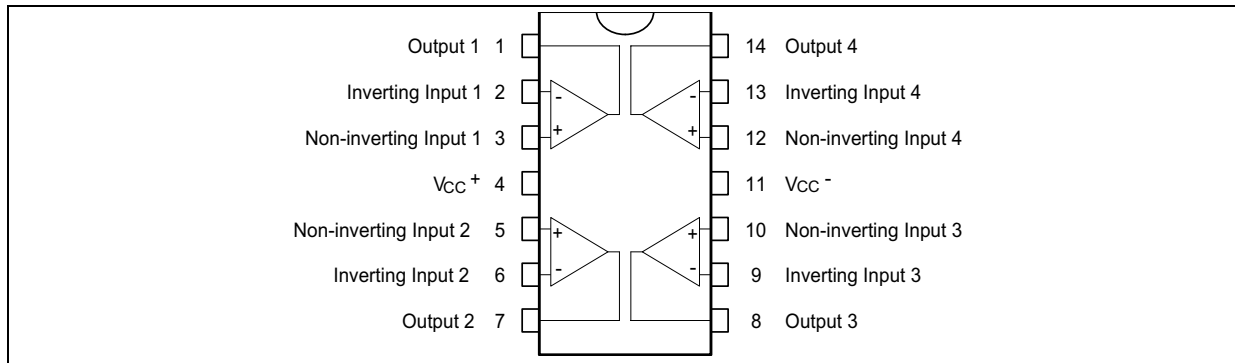 Output 1 1
Inverting Input 1 2
Non-inverting Input 1 3
VCC + 4
Non-inverting Input 2 5
Inverting Input 2 6
Output 2 7
14 Output 4
13 Inverting Input 4
12 Non-inverting Input 4
11 VCC -
10 Non-inverting Input 3
9 Inverting Input 3
8 Output 3
-
+
-
+
+
-
+
-